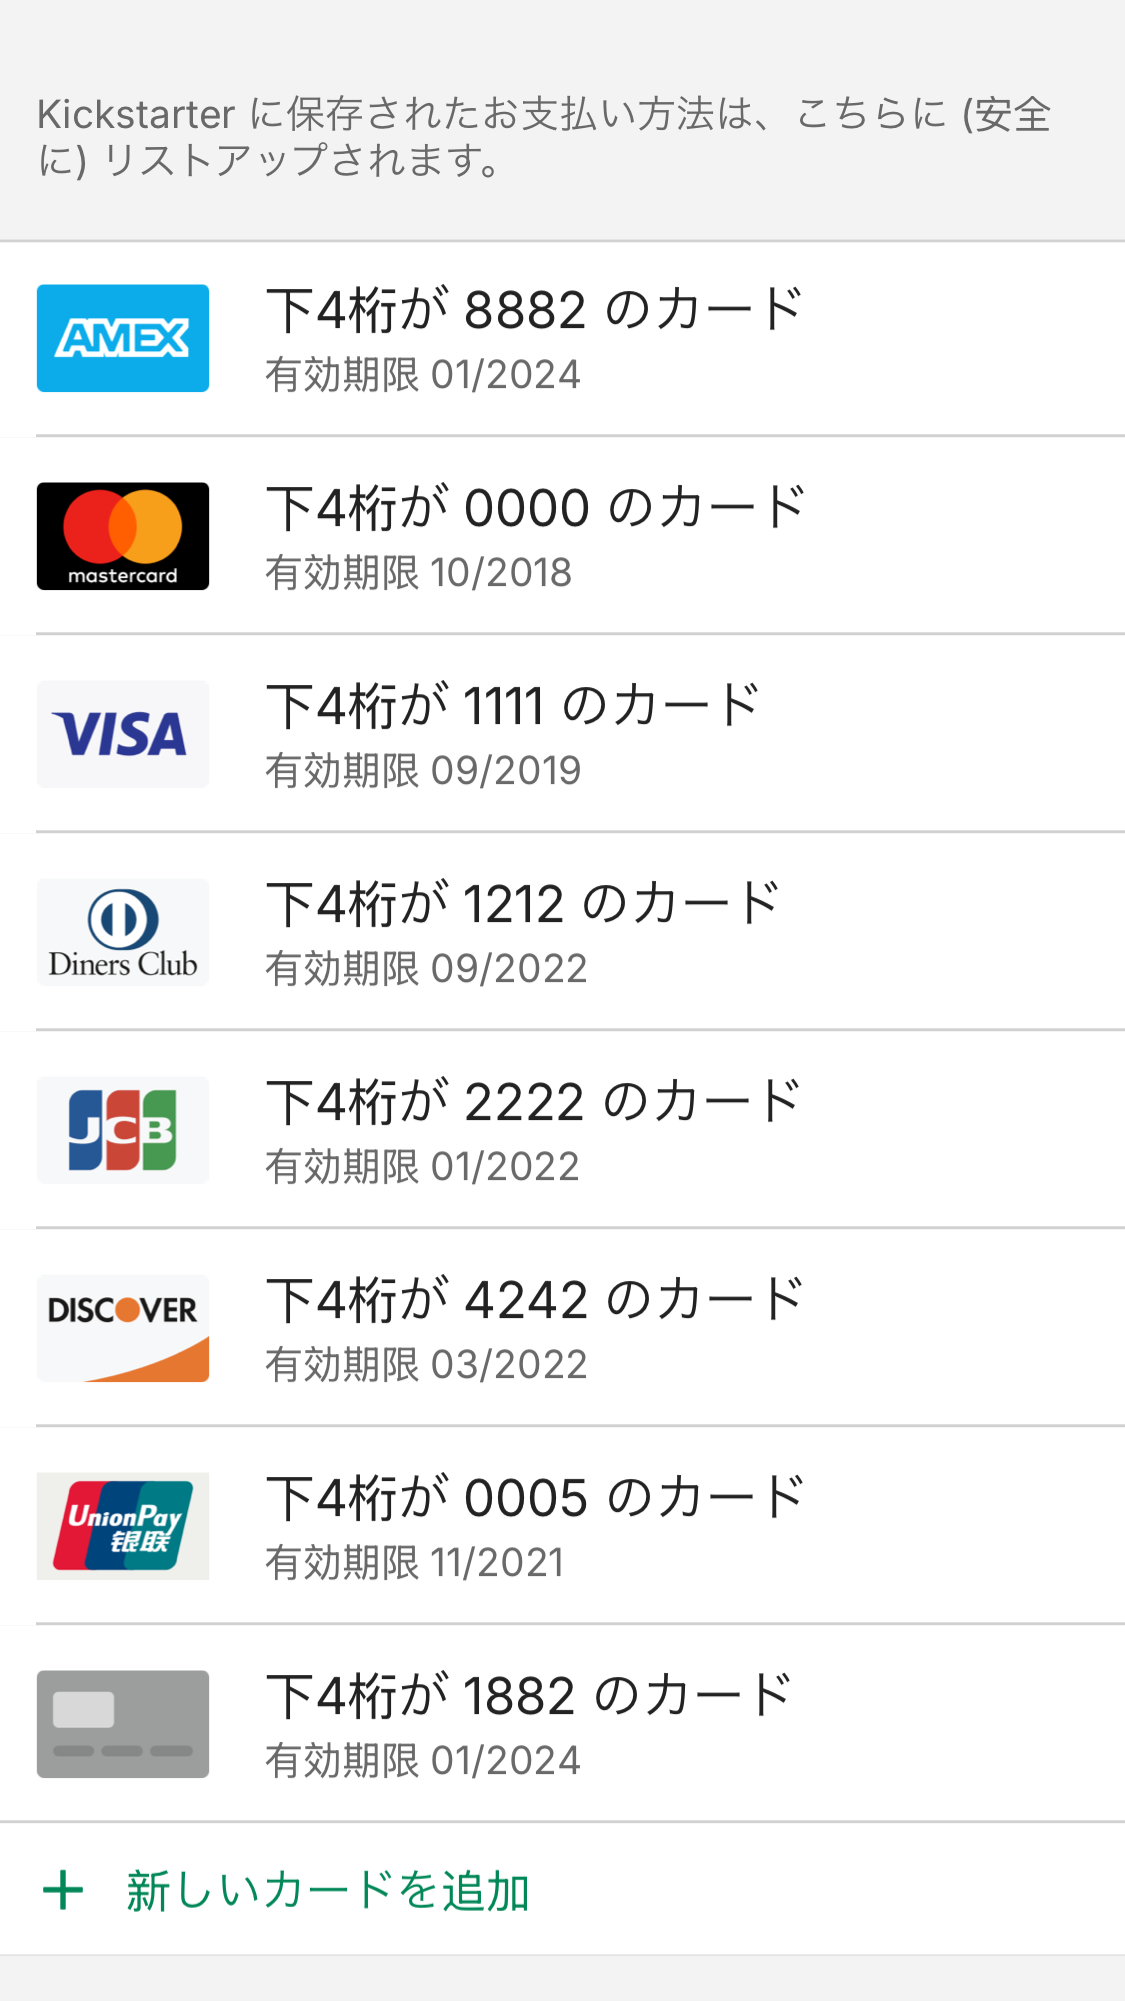 Kickstarter に保存されたお支払い方法は、こちらに (安全
に) リストアップされます。
AMEX
下4桁が 8882 のカード
有効期限 01/2024
mastercard
下4桁が 0000 のカード
有効期限 10/2018
VISA
下4桁が 1111 のカード
有効期限 09/2019
Diners Club
下4桁が 1212 のカード
有効期限 09/2022
JCB
下4桁が 2222 のカード
有効期限 01/2022
DISCOVER
下4桁が 4242 のカード
有効期限 03/2022
UnionPay
银联
下4桁が 0005 のカード
有効期限 11/2021
下4桁が 1882 のカード
有効期限 01/2024
+ 新しいカードを追加